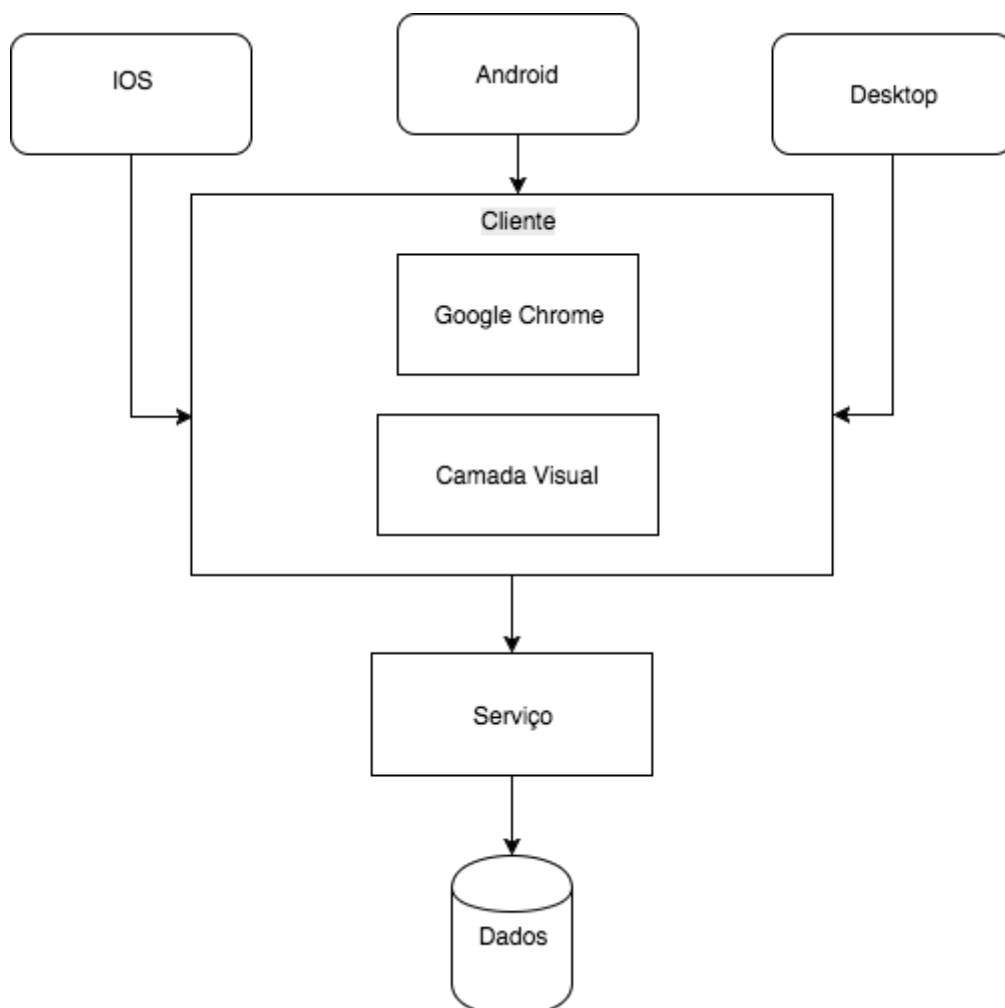 IOS
Android
Desktop
Cliente
Google Chrome
Camada Visual
Serviço
Dados